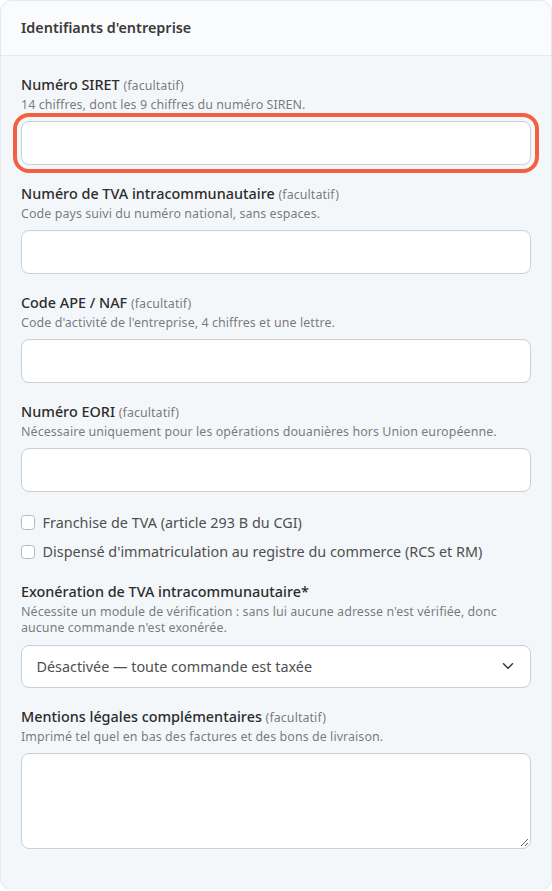 Identifiants d'entreprise
Numéro SIRET (facultatif)
14 chiffres, dont les 9 chiffres du numéro SIREN.
Numéro de TVA intracommunautaire (facultatif)
Code pays suivi du numéro national, sans espaces.
Code APE / NAF (facultatif)
Code d'activité de l'entreprise, 4 chiffres et une lettre.
Numéro EORI (facultatif)
Nécessaire uniquement pour les opérations douanières hors Union européenne.
Franchise de TVA (article 293 B du CGI)
Dispensé d'immatriculation au registre du commerce (RCS et RM)
Exonération de TVA intracommunautaire*
Nécessite un module de vérification : sans lui aucune adresse n'est vérifiée, donc
aucune commande n'est exonérée.
Désactivée — toute commande est taxée
Mentions légales complémentaires (facultatif)
Imprimé tel quel en bas des factures et des bons de livraison.